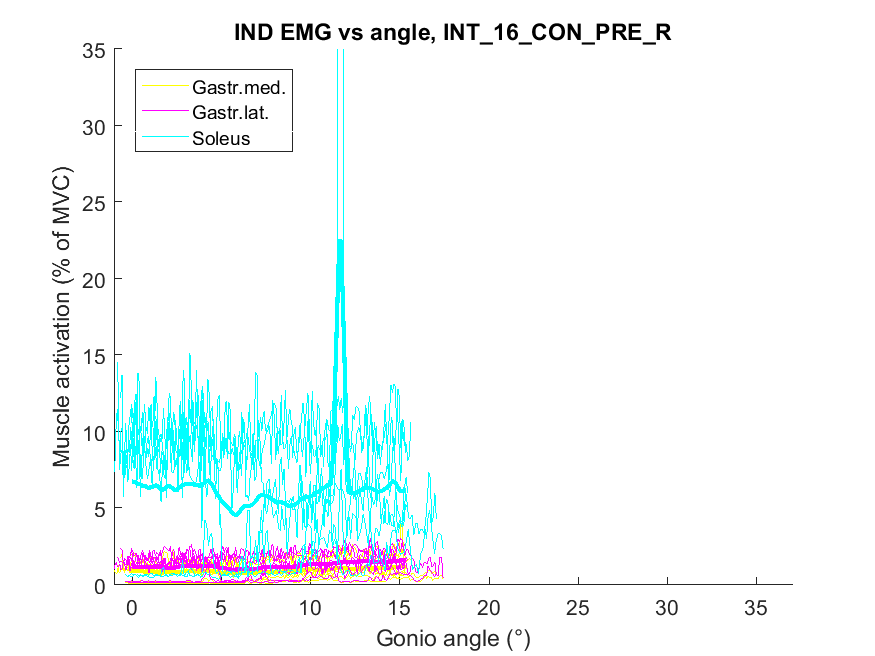 IND EMG vs angle, INT_16_CON_PRE_R
35
30
25
20
15
10
5
0
Muscle activation (% of MVC)
Gastr.med.
Gastr.lat.
Soleus
0 5 10 15 20 25 30 35
Gonio angle (°)